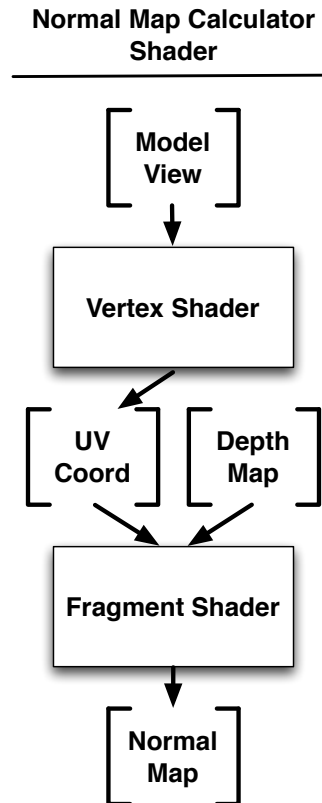 Normal Map Calculator
Shader
Model
View
Vertex Shader
UV
Coord
Depth
Map
Fragment Shader
Normal
Map